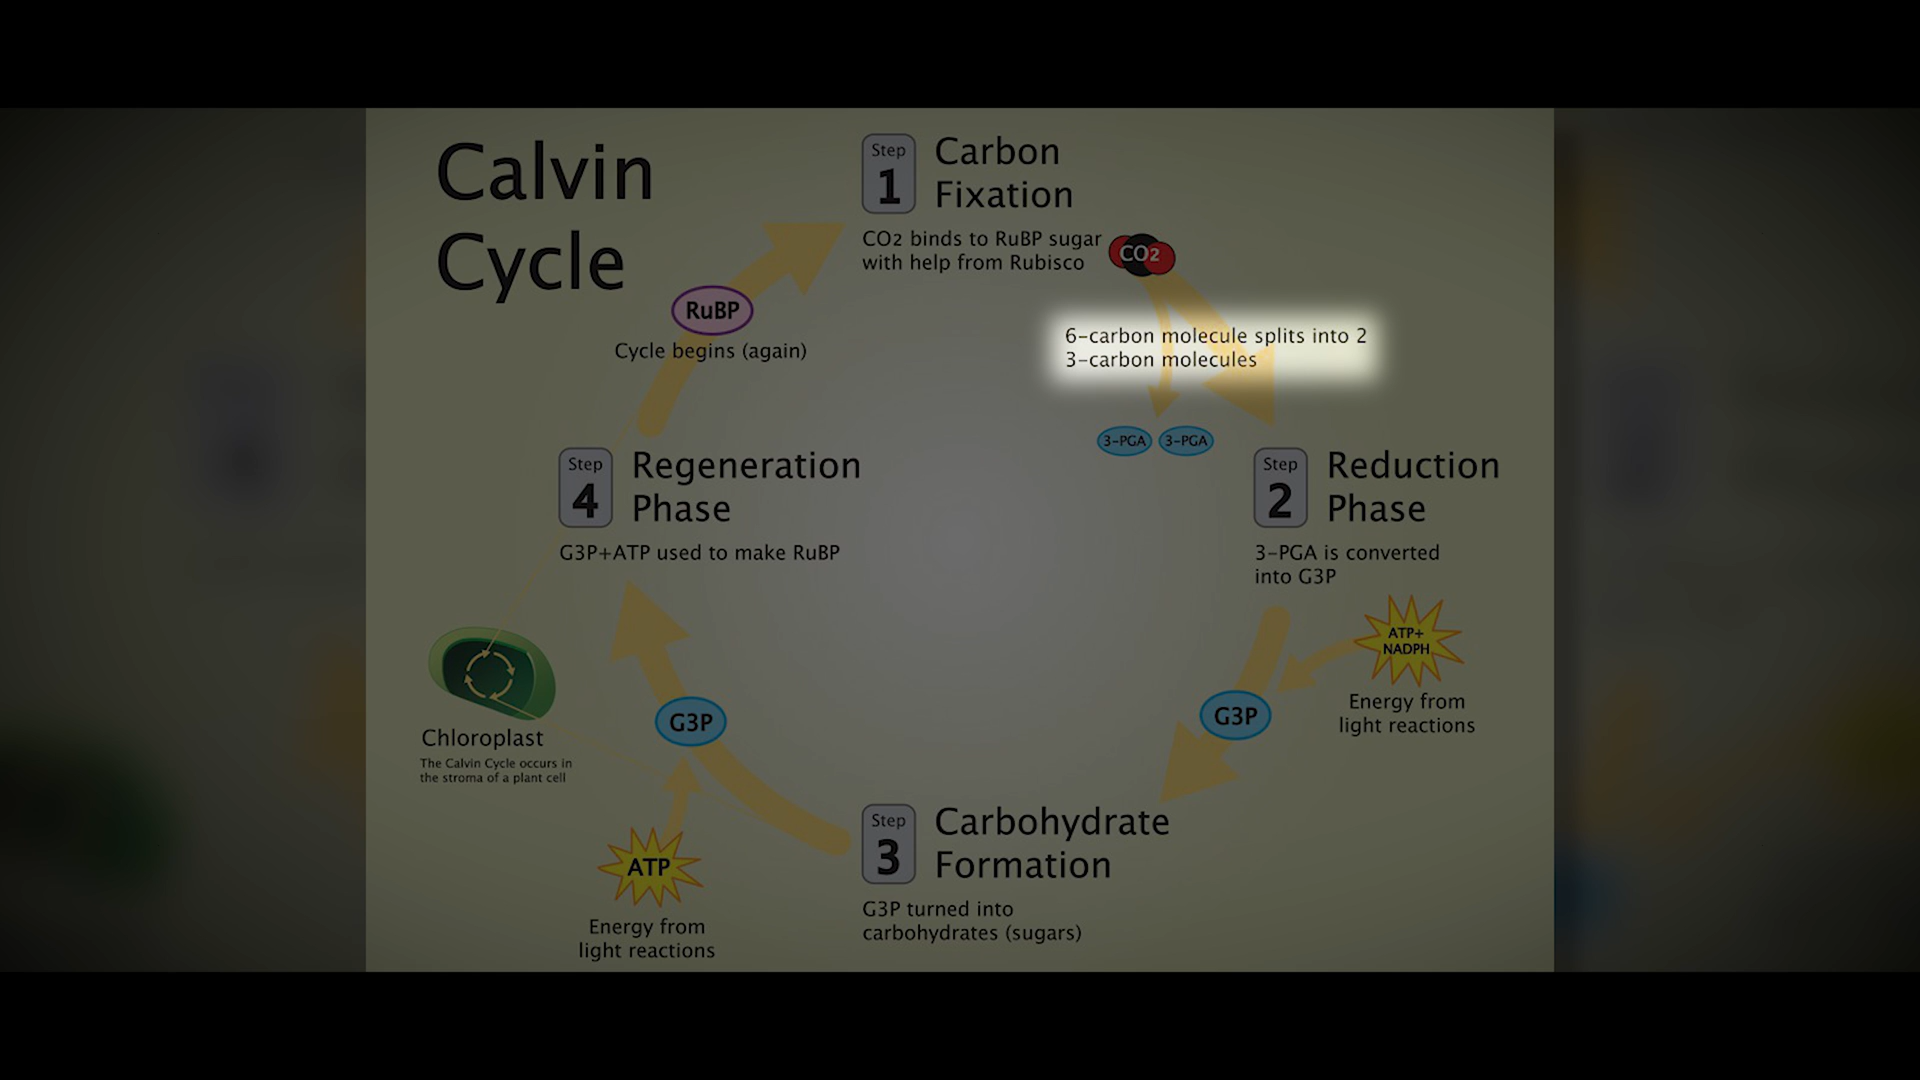 Calvin
Cycle
Step
1
Carbon
Fixation
CO2 binds to RuBP sugar
with help from Rubisco
CO2
RuBP
Cycle begins (again)
6-carbon molecule splits into 2
3-carbon molecules
3-PGA
3-PGA
Step
2
Reduction
Phase
3-PGA is converted
into G3P
ATP+
NADPH
Energy from
light reactions
G3P
Step
3
Carbohydrate
Formation
G3P turned into
carbohydrates (sugars)
Step
4
Regeneration
Phase
G3P+ATP used to make RuBP
G3P
ATP
Energy from
light reactions
Chloroplast
The Calvin Cycle occurs in
the stroma of a plant cell